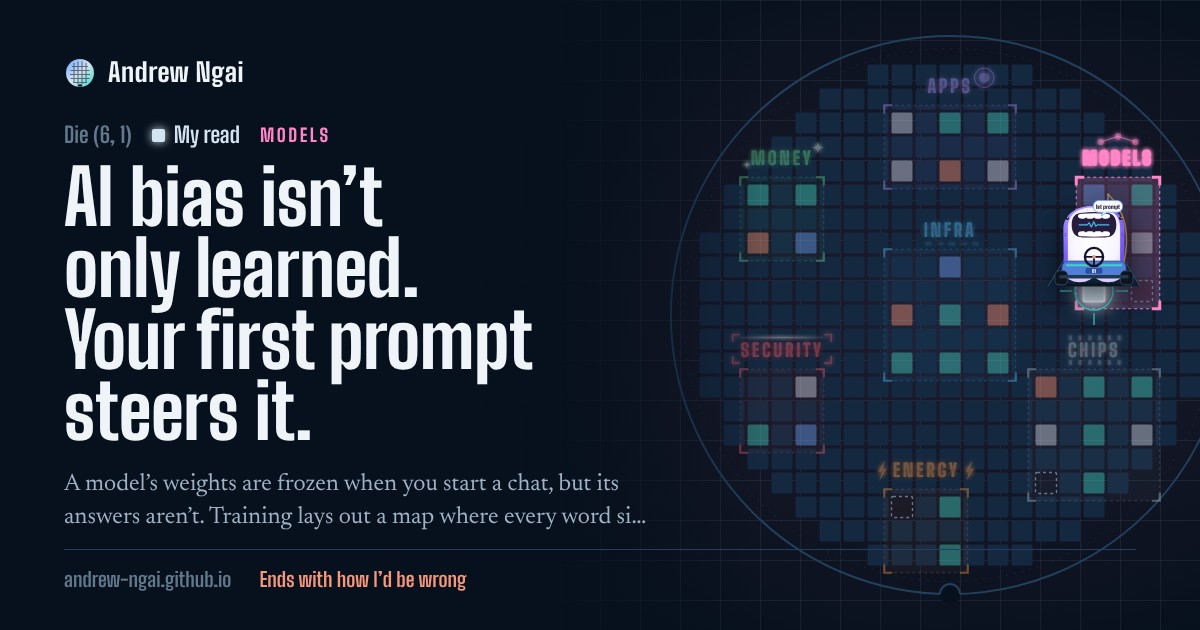 Andrew Ngai
Die (6, 1) My read MODELS
AI bias isn’t
only learned.
Your first prompt
steers it.
A model’s weights are frozen when you start a chat, but its
answers aren’t. Training lays out a map where every word si...
andrew-ngai.github.io Ends with how I’d be wrong
APPS
MONEY
MODELS
1st prompt
INFRA
SECURITY
CHIPS
ENERGY